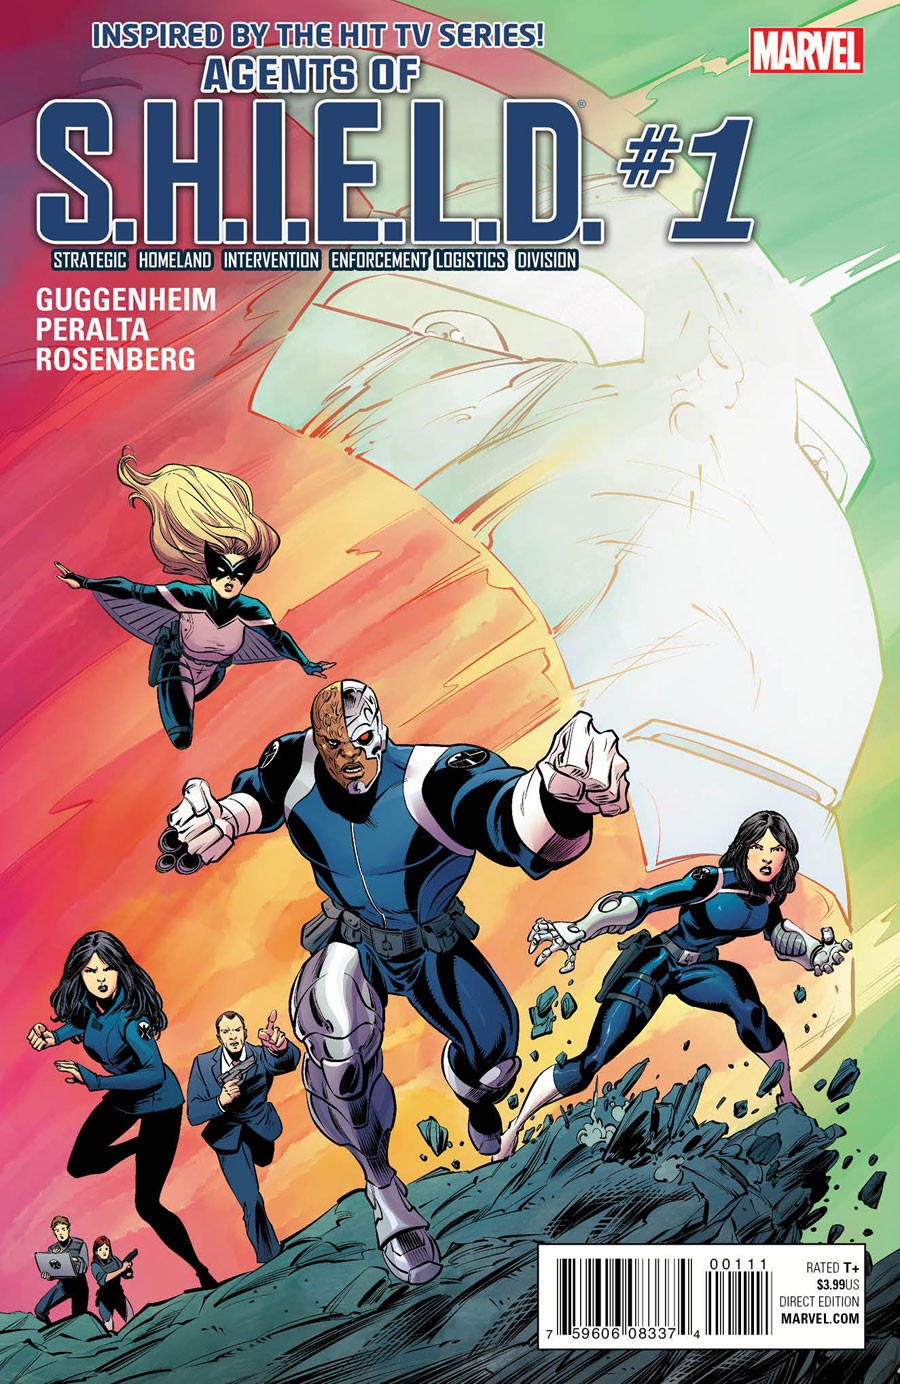 INSPIRED BY THE HIT TV SERIES!
MARVEL
AGENTS OF
S.H.I.E.L.D.® #1
STRATEGIC HOMELAND INTERVENTION ENFORCEMENT LOGISTICS DIVISION
GUGGENHEIM
PERALTA
ROSENBERG
00111
7 59606 08337 4
RATED T+
$3.99US
DIRECT EDITION
MARVEL.COM